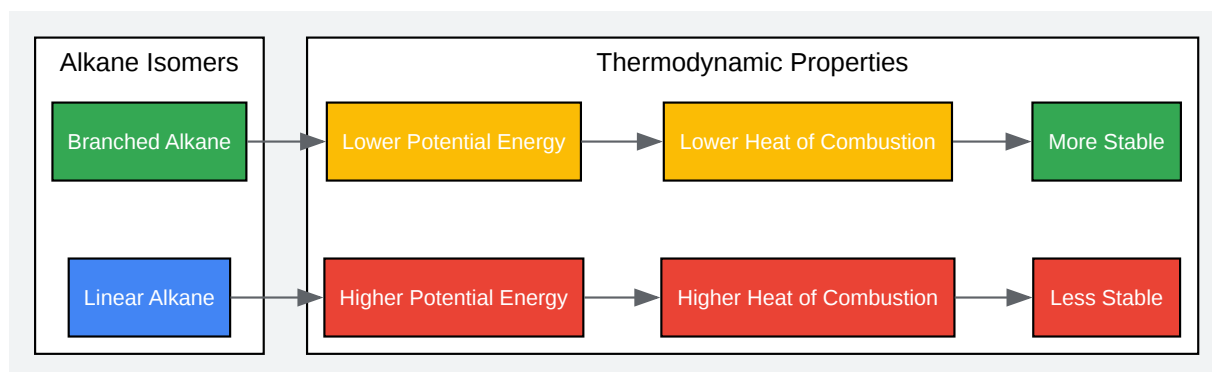 Alkane Isomers
Thermodynamic Properties
Branched Alkane
Lower Potential Energy
Lower Heat of Combustion
More Stable
Linear Alkane
Higher Potential Energy
Higher Heat of Combustion
Less Stable